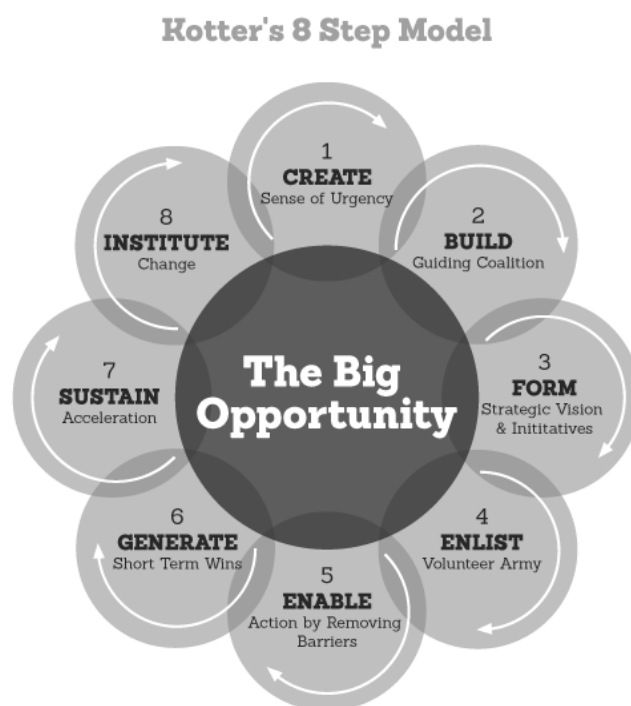 Kotter's 8 Step Model
1
CREATE
Sense of Urgency
2
BUILD
Guiding Coalition
3
FORM
Strategic Vision
& Inititatives
4
ENLIST
Volunteer Army
5
ENABLE
Action by Removing
Barriers
6
GENERATE
Short Term Wins
7
SUSTAIN
Acceleration
8
INSTITUTE
Change
The Big
Opportunity